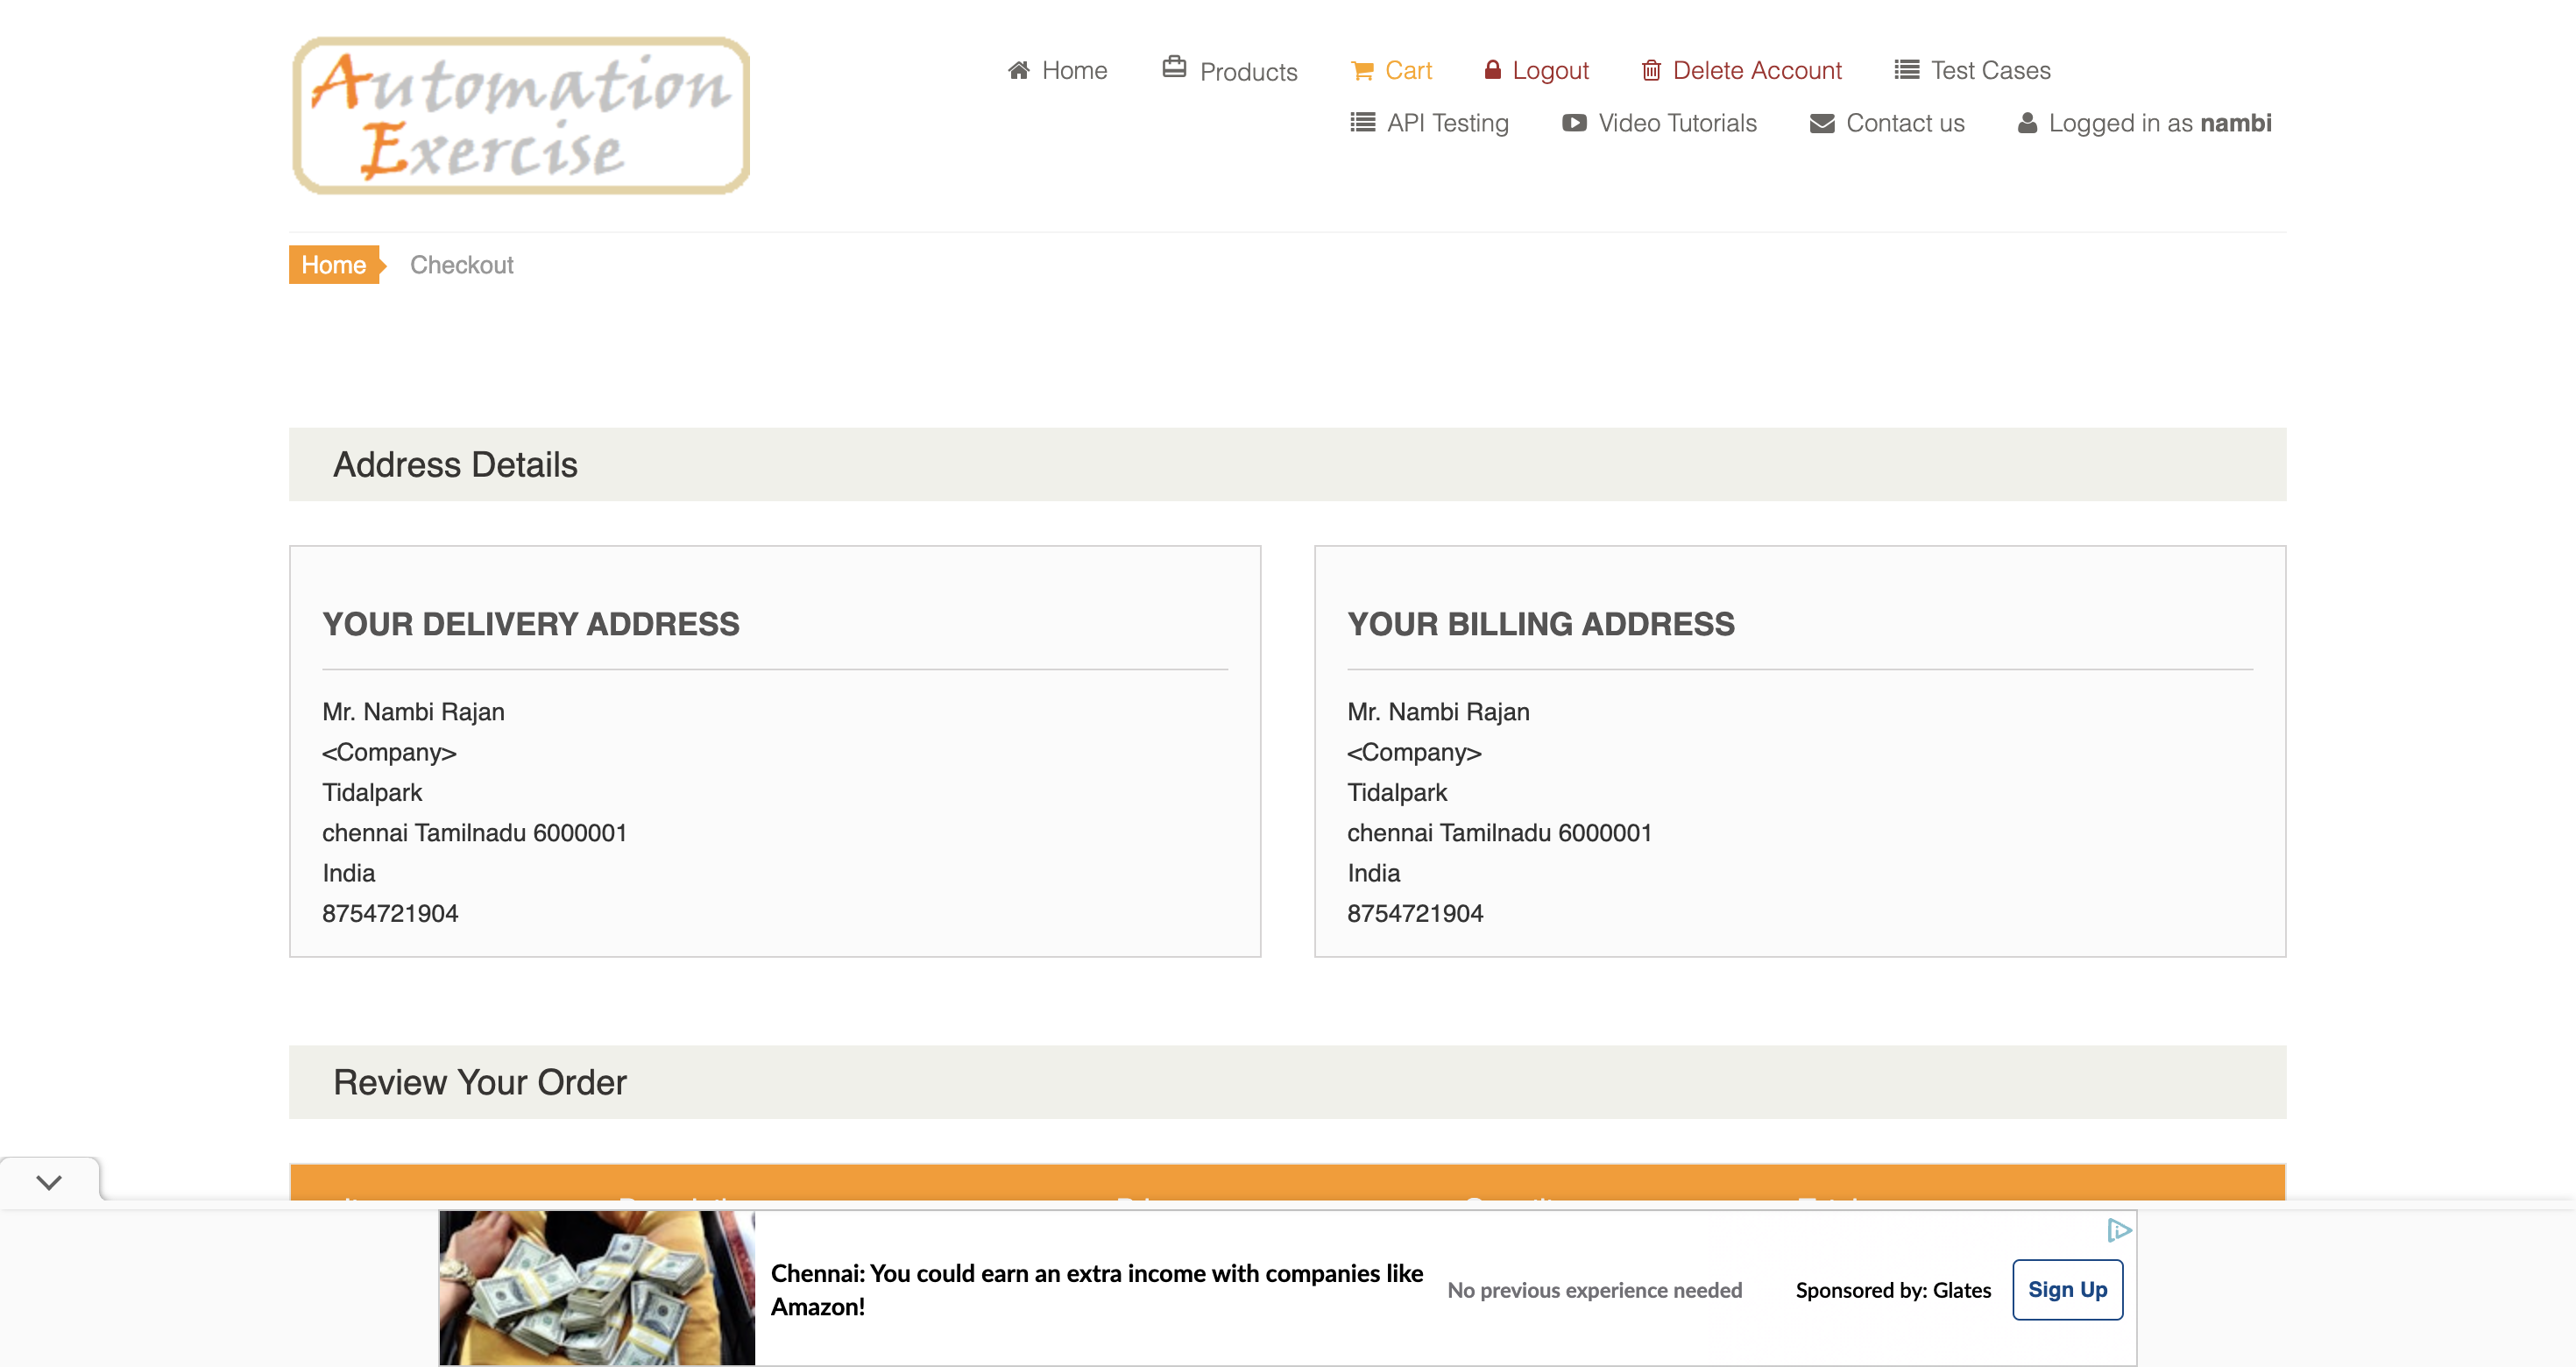 Automation
Exercise
Home
Products
Cart
Logout
Delete Account
Test Cases
API Testing
Video Tutorials
Contact us
Logged in as nambi
Home
Checkout
Address Details
YOUR DELIVERY ADDRESS
Mr. Nambi Rajan
<Company>
Tidalpark
chennai Tamilnadu 6000001
India
8754721904
YOUR BILLING ADDRESS
Mr. Nambi Rajan
<Company>
Tidalpark
chennai Tamilnadu 6000001
India
8754721904
Review Your Order
Chennai: You could earn an extra income with companies like
Amazon!
No previous experience needed
Sponsored by: Glates
Sign Up